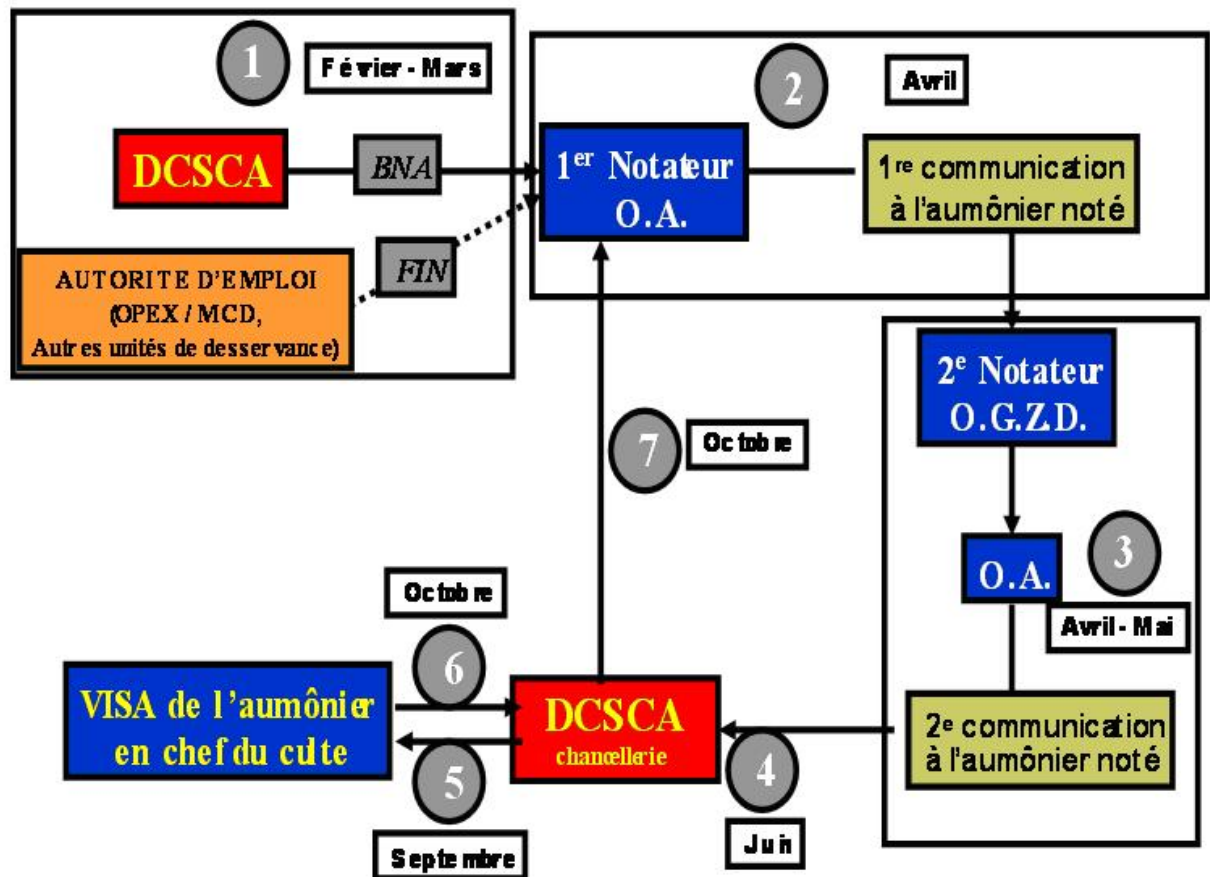 1
Février - Mars
DCSCA
BNA
FIN
AUTORITE D'EMPLOI
(OPEX / MCD,
Autres unités de desservance)
2
Avril
1er Notateur
O.A.
1re communication
à l'aumônier noté
2e Notateur
O.G.Z.D.
O.A.
3
Avril - Mai
2e communication
à l'aumônier noté
4
Juin
DCSCA
chancellerie
5
Septembre
VISA de l'aumônier
en chef du culte
6
Octobre
7
Octobre